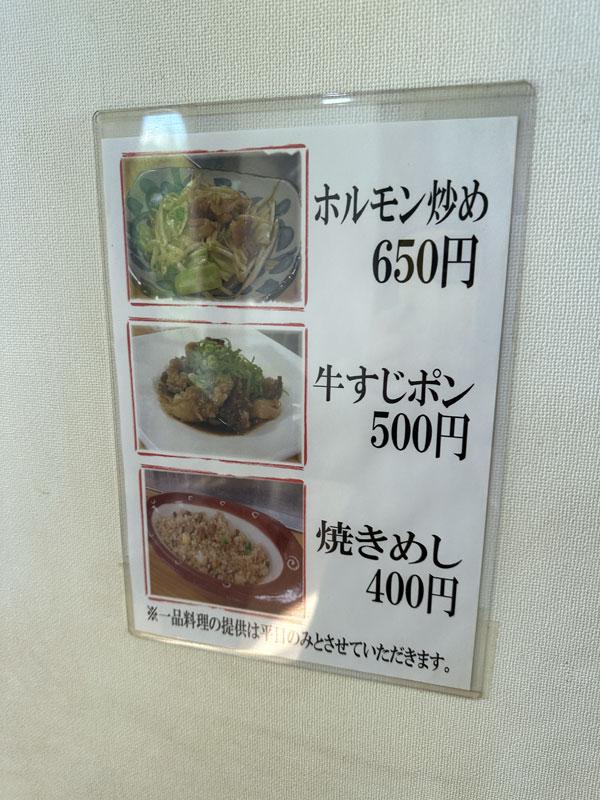 ホルモン炒め
650円
牛すじポン
500円
焼きめし
400円
※一品料理の提供は平日のみとさせていただきます。